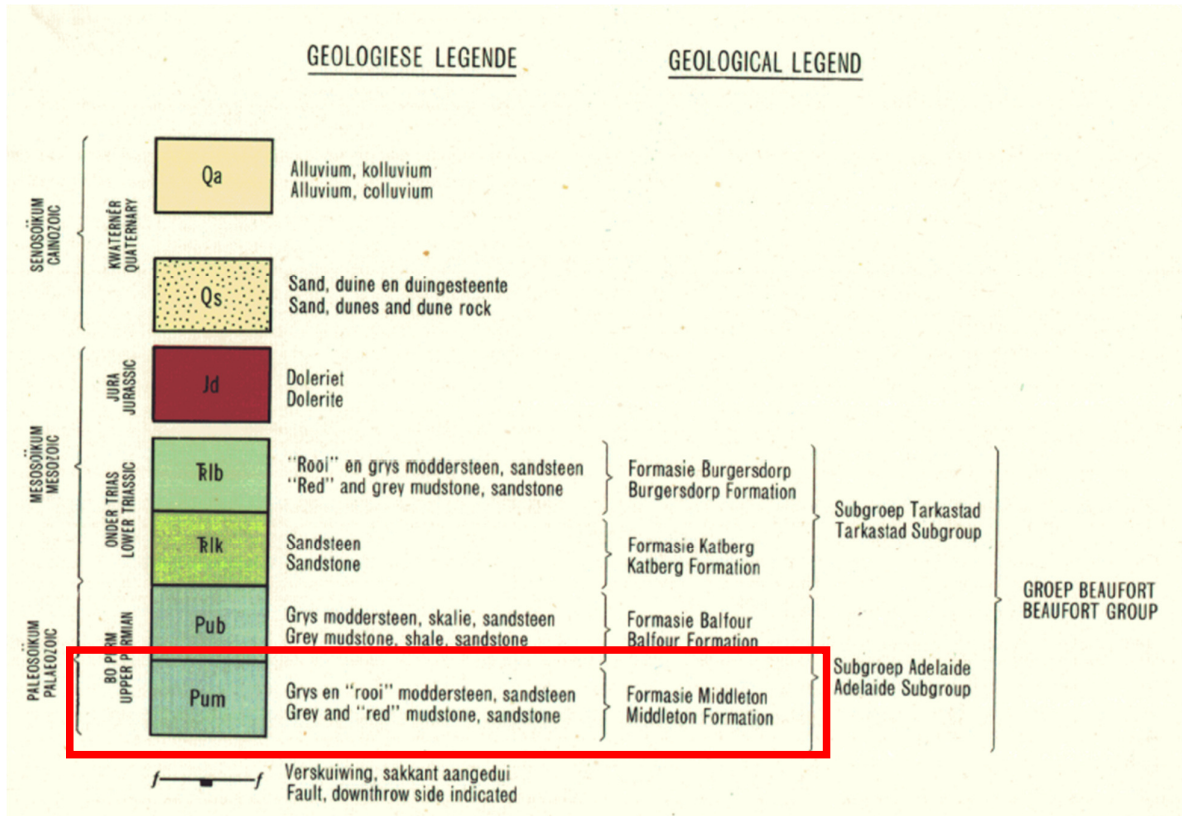 GEOLOGIESE LEGENDE
GEOLOGICAL LEGEND
SENOSOÏKUM
CAINOZOIC
KWATERNÊR
QUATERNARY
Qa
Alluvium, kolluvium
Alluvium, colluvium
Qs
Sand, duine en duingesteente
Sand, dunes and dune rock
MESOSOÏKUM
MESOZOIC
JURA
JURASSIC
Jd
Doleriet
Dolerite
ONDER TRIAS
LOWER TRIASSIC
Ꞧlb
"Rooi" en grys moddersteen, sandsteen
"Red" and grey mudstone, sandstone
Formasie Burgersdorp
Burgersdorp Formation
Subgroep Tarkastad
Tarkastad Subgroup
Ꞧlk
Sandsteen
Sandstone
Formasie Katberg
Katberg Formation
GROEP BEAUFORT
BEAUFORT GROUP
PALEOSOÏKUM
PALAEOZOIC
BO PERM
UPPER PERMIAN
Pub
Grys moddersteen, skalie, sandsteen
Grey mudstone, shale, sandstone
Formasie Balfour
Balfour Formation
Subgroep Adelaide
Adelaide Subgroup
Pum
Grys en "rooi" moddersteen, sandsteen
Grey and "red" mudstone, sandstone
Formasie Middleton
Middleton Formation
f f
Verskuiwing, sakkant aangedui
Fault, downthrow side indicated